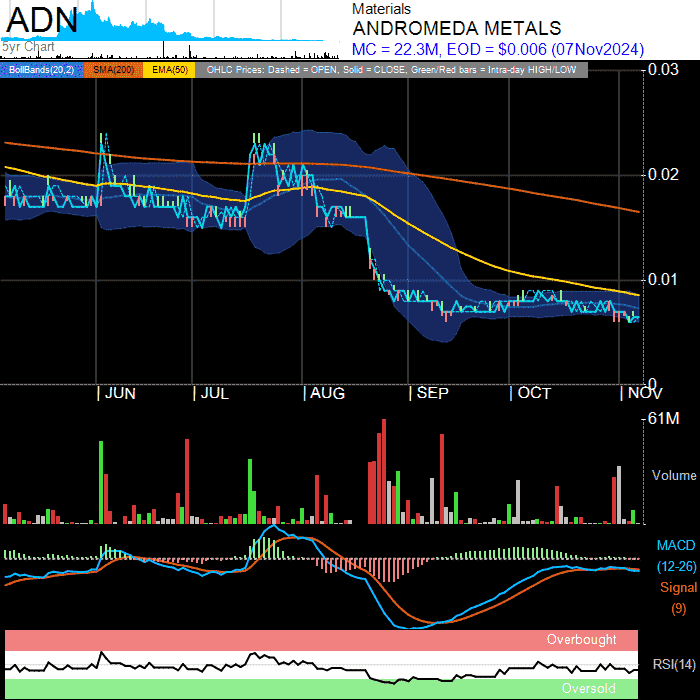 ADN
5yr Chart
Materials
ANDROMEDA METALS
MC = 22.3M, EOD = $0.006 (07Nov2024)
BollBands(20,2) SMA(200) EMA(50) OHLC Prices: Dashed = OPEN, Solid = CLOSE, Green/Red bars = Intra-day HIGH/LOW
0.03
0.02
0.01
0
JUN JUL AUG SEP OCT NOV
61M
Volume
MACD
(12-26)
Signal
(9)
Overbought
RSI(14)
Oversold